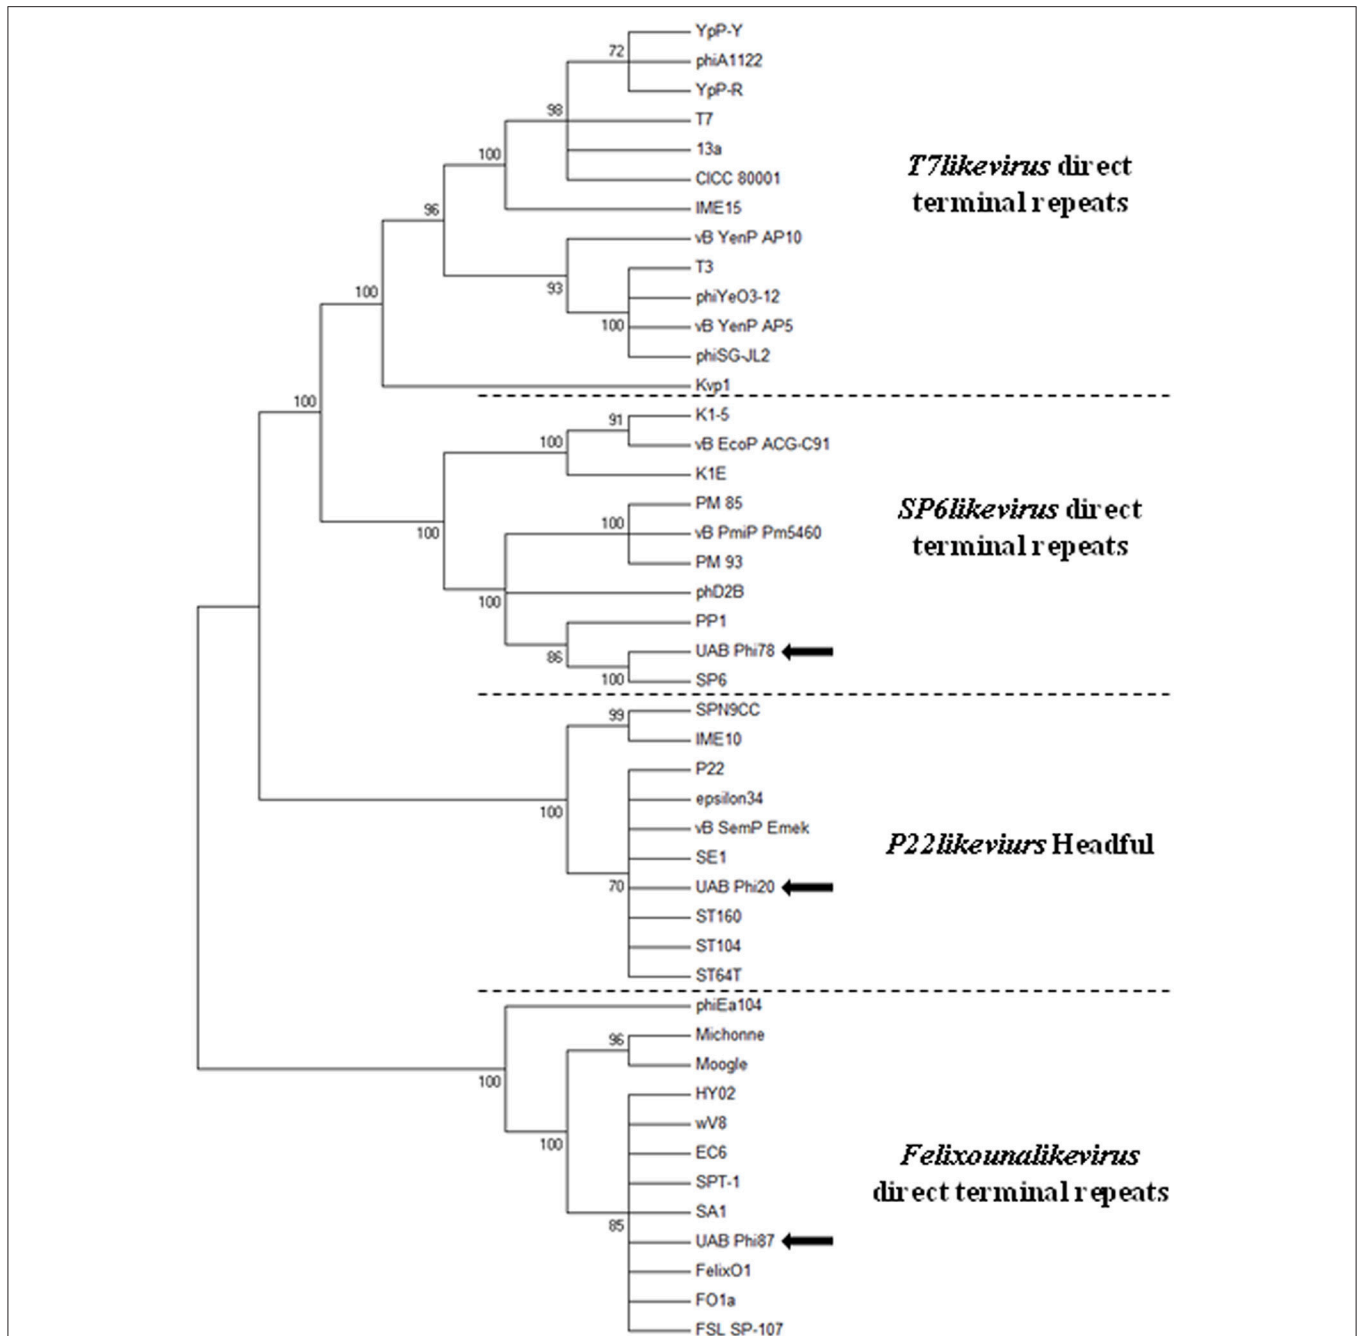 YpP-Y
72
phiA1122
YpP-R
98
T7
13a
100
CICC 80001
T7likevirus direct
terminal repeats
IME15
96
vB YenP AP10
T3
93
phiYeO3-12
100
100
vB YenP AP5
phiSG-JL2
Kvp1
100
K1-5
91
vB EcoP ACG-C91
100
K1E
PM 85
SP6likevirus direct
terminal repeats
100
vB PmiP Pm5460
100
PM 93
phD2B
100
PP1
UAB Phi78
86
SP6
100
SPN9CC
99
IME10
P22
epsilon34
100
vB SemP Emek
P22likeviurs Headful
SE1
UAB Phi20
70
ST160
ST104
ST64T
phiEa104
Michonne
96
Moogle
100
HY02
wV8
100
EC6
Felixounalikevirus
direct terminal repeats
SPT-1
SA1
85
UAB Phi87
FelixO1
FO1a
FSL SP-107